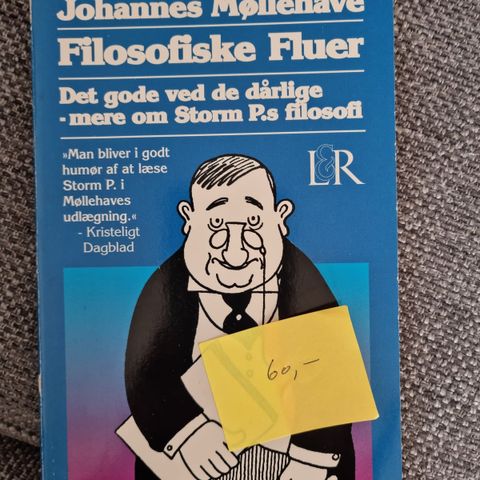 Johannes Møllehave
Filosofiske Fluer
Det gode ved de dårlige
- mere om Storm P.s filosofi
»Man bliver i godt
humør af at læse
Storm P. i
Møllehaves
udlægning.«
- Kristeligt
Dagblad
L&R
60,-